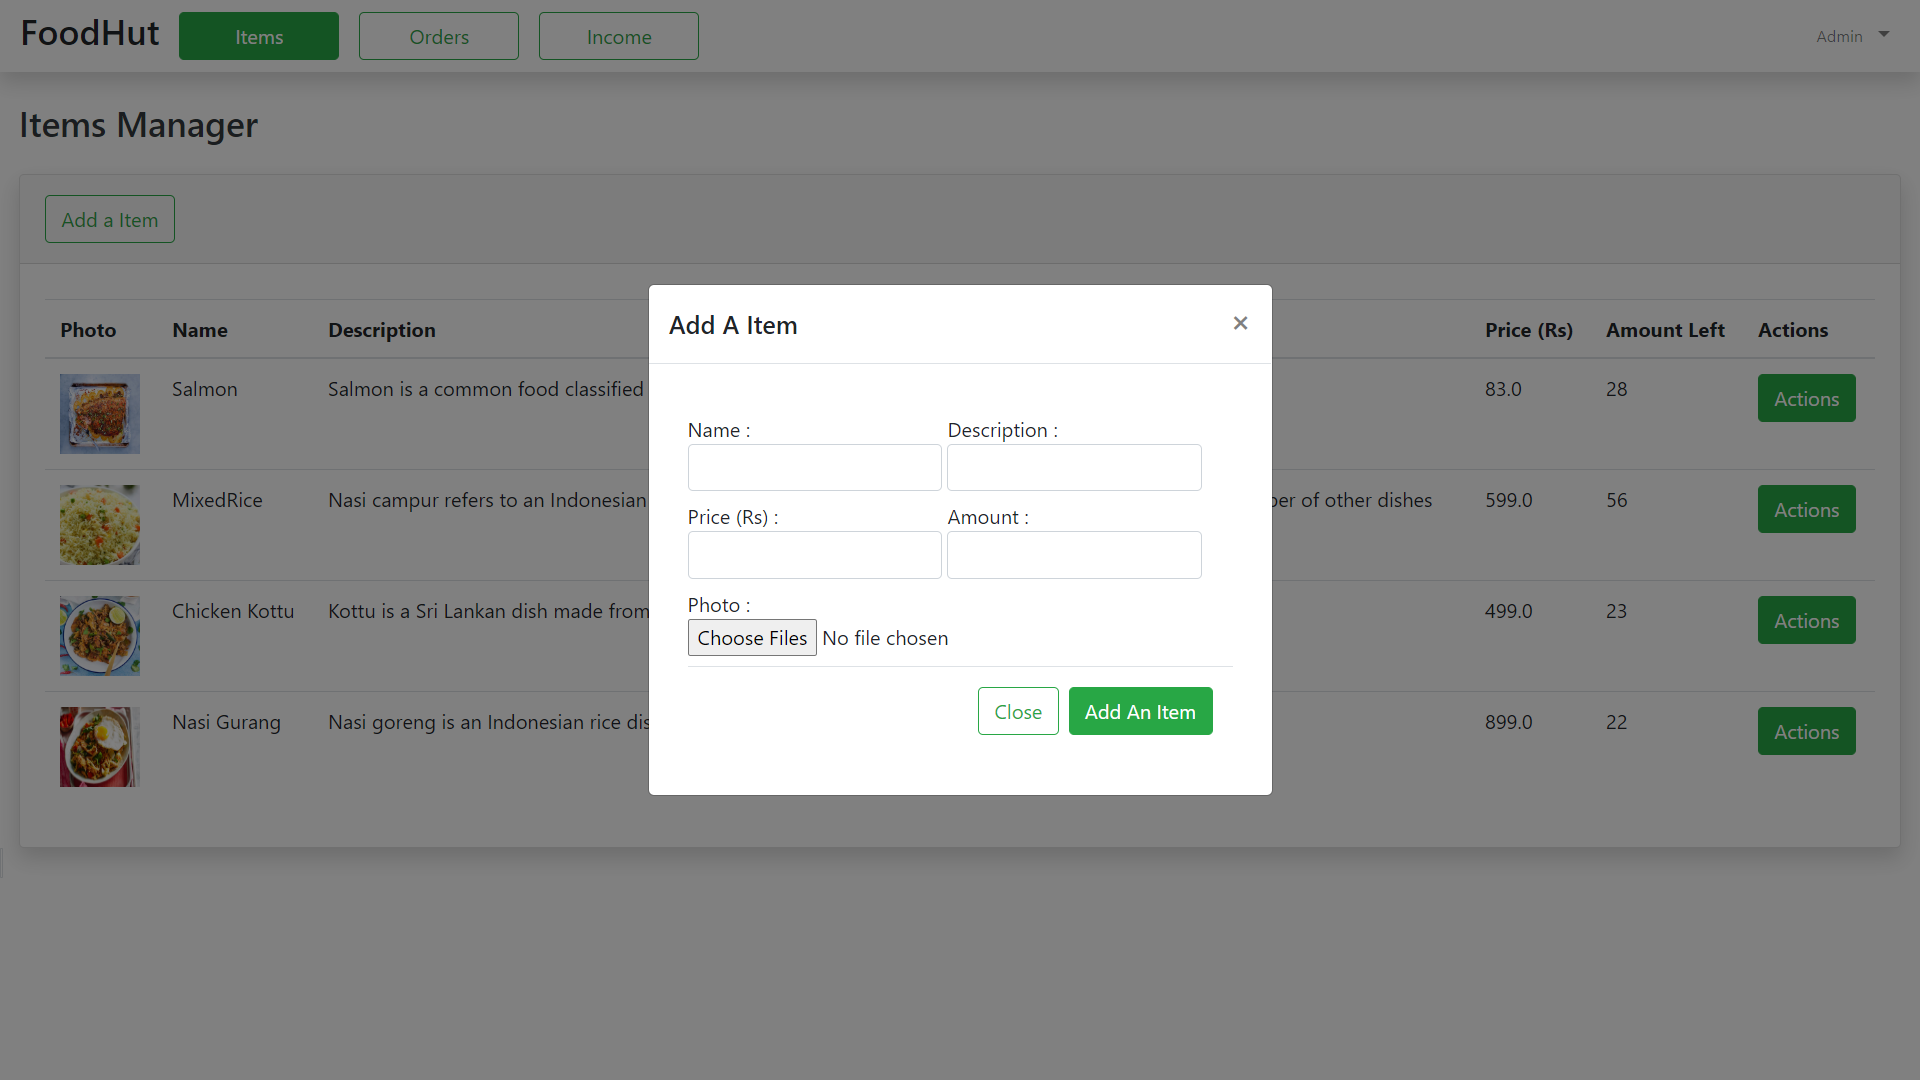 FoodHut Items Orders Income Admin
Items Manager
Add a Item
Photo Name Description Price (Rs) Amount Left Actions
Salmon Salmon is a common food classified 83.0 28 Actions
MixedRice Nasi campur refers to an Indonesian of other dishes 599.0 56 Actions
Chicken Kottu Kottu is a Sri Lankan dish made from 499.0 23 Actions
Nasi Gurang Nasi goreng is an Indonesian rice 899.0 22 Actions
Add A Item ×
Name : Description :
Price (Rs) : Amount :
Photo :
Choose Files No file chosen
Close Add An Item